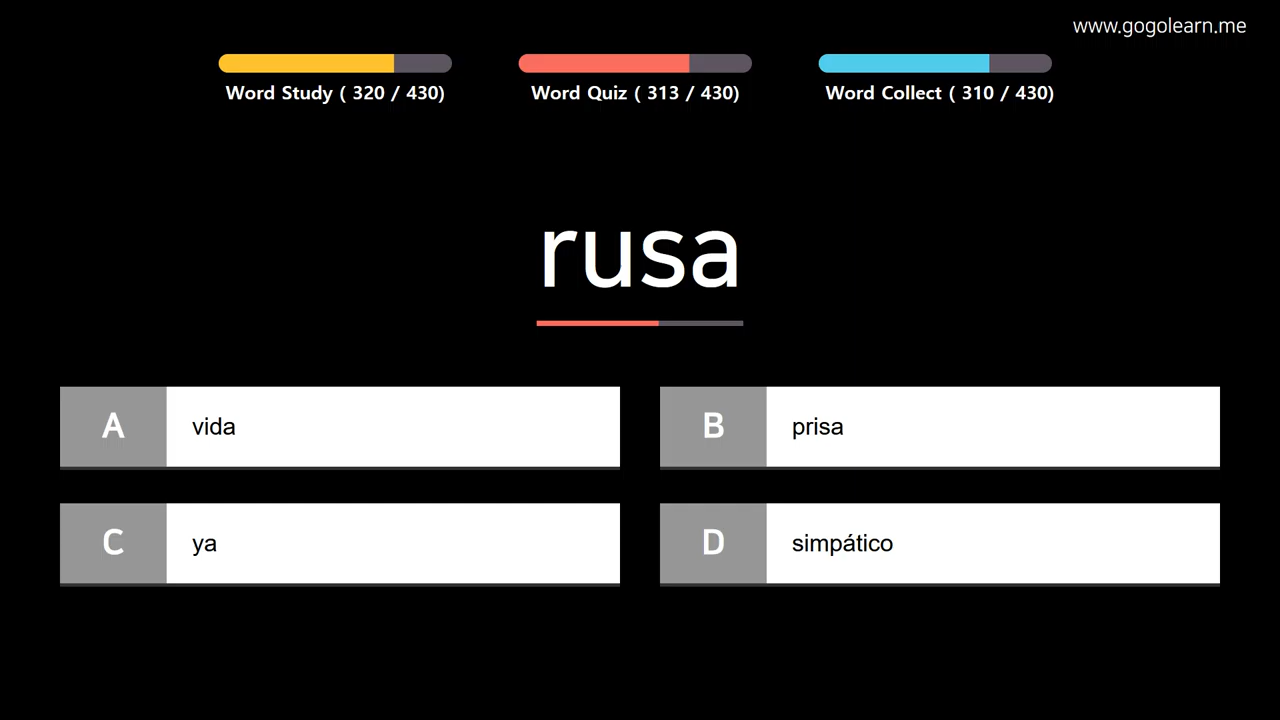 www.gogolearn.me
Word Study ( 320 / 430)
Word Quiz ( 313 / 430)
Word Collect ( 310 / 430)
rusa
A vida
B prisa
C ya
D simpático